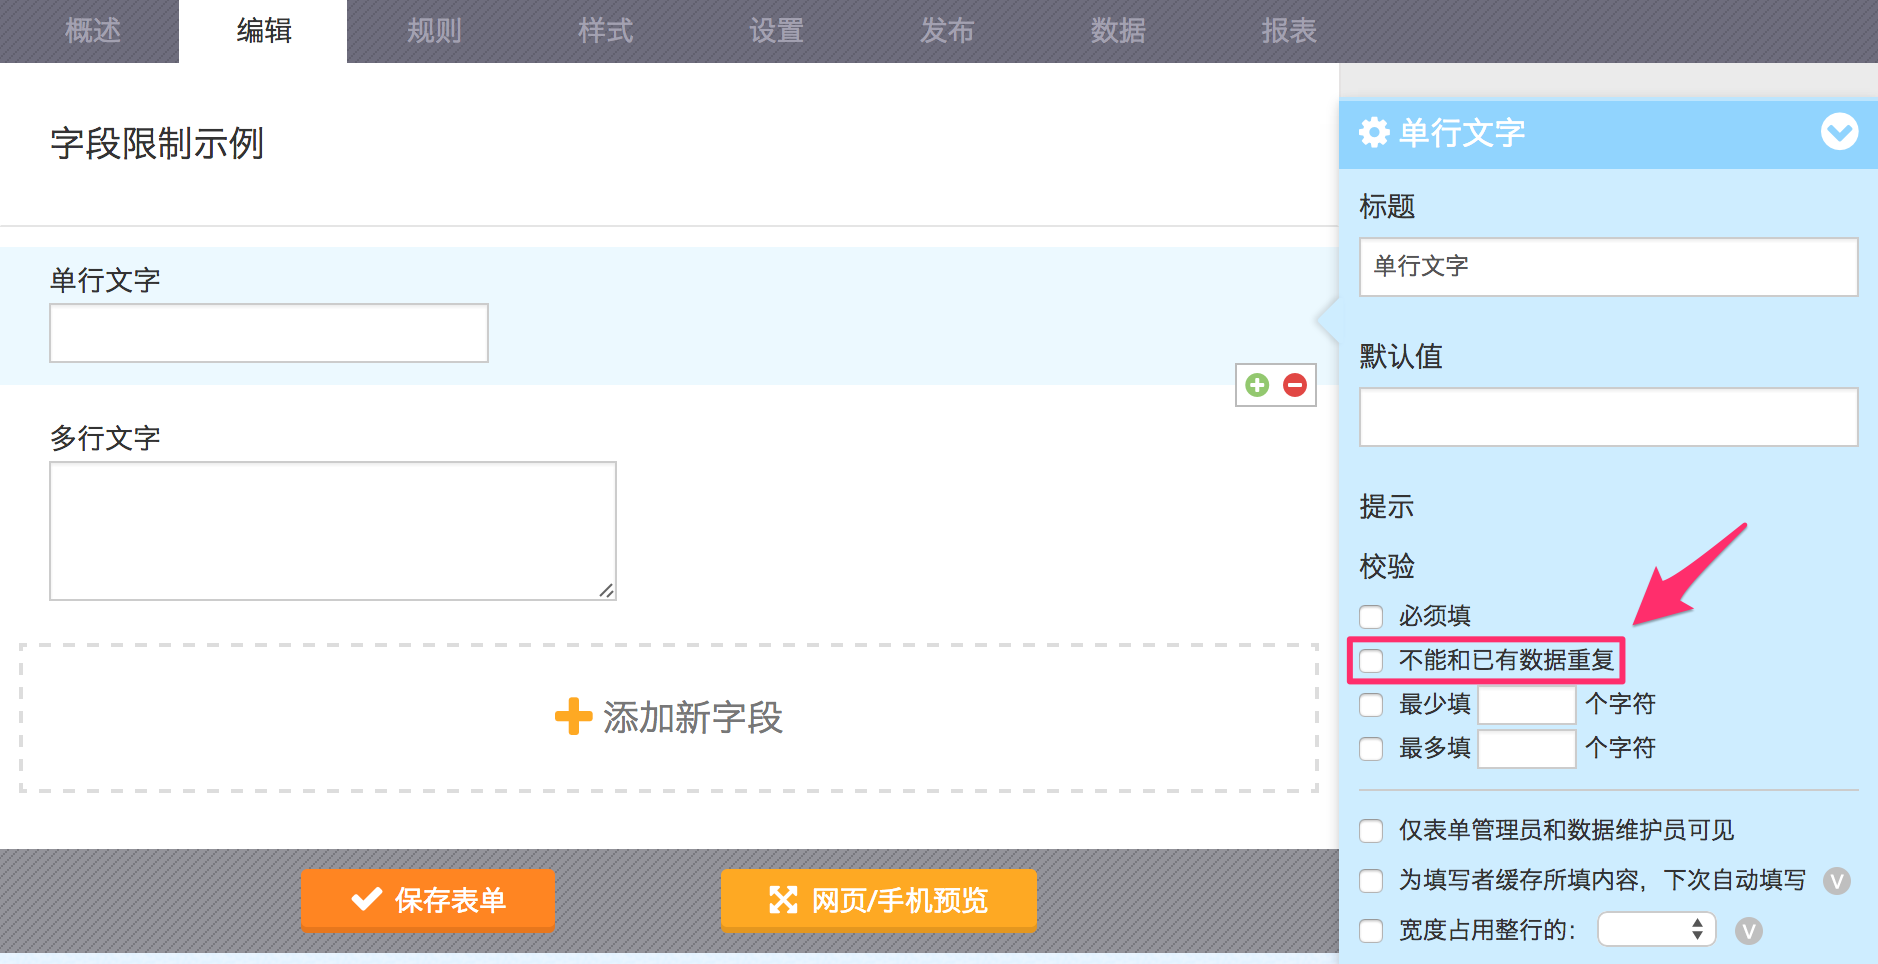 概述 编辑 规则 样式 设置 发布 数据 报表
字段限制示例
单行文字
多行文字
添加新字段
保存表单
网页/手机预览
单行文字
标题
单行文字
默认值
提示
校验
必须填
不能和已有数据重复
最少填 个字符
最多填 个字符
仅表单管理员和数据维护员可见
为填写者缓存所填内容，下次自动填写 V
宽度占用整行的： V